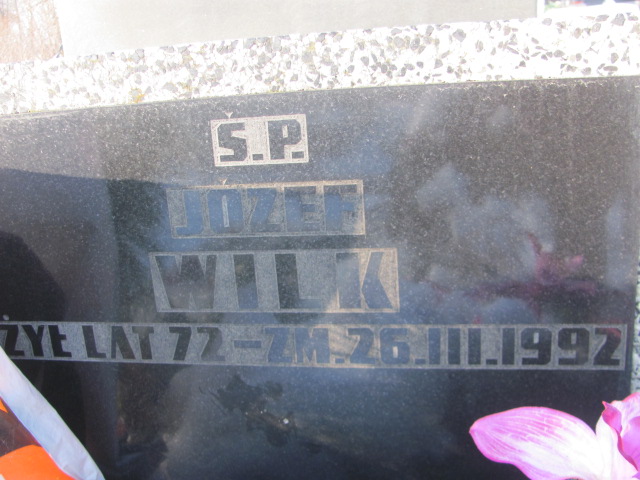 Ś.P.
JÓZEF
WILK
ŻYŁ LAT 72-ZM.26.III.1992